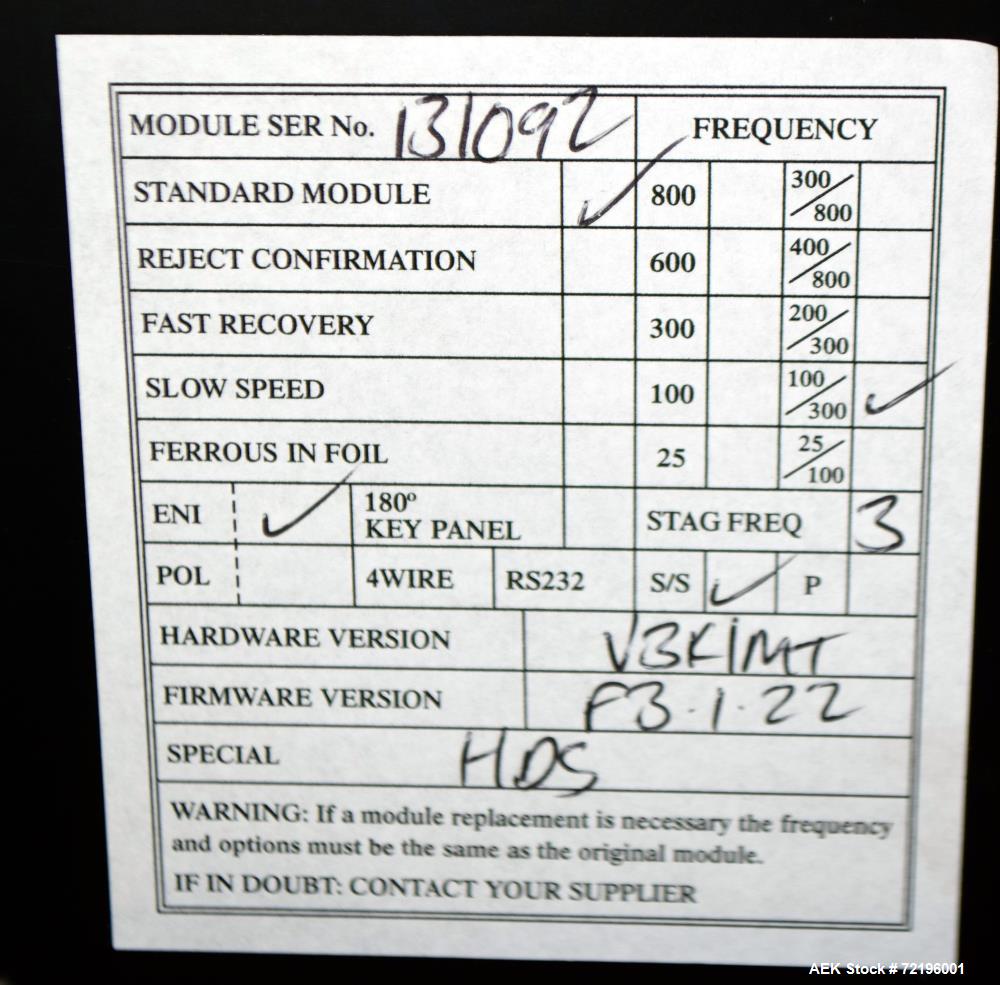 MODULE SER No. 131092 FREQUENCY
STANDARD MODULE ✓ 800 300/800
REJECT CONFIRMATION 600 400/800
FAST RECOVERY 300 200/300
SLOW SPEED 100 100/300 ✓
FERROUS IN FOIL 25 25/100
ENI ✓ 180º KEY PANEL STAG FREQ 3
POL 4WIRE RS232 S/S ✓ P
HARDWARE VERSION V3K1MT
FIRMWARE VERSION F3.1.22
SPECIAL HDS
WARNING: If a module replacement is necessary the frequency
and options must be the same as the original module.
IF IN DOUBT: CONTACT YOUR SUPPLIER
AEK Stock # 72196001